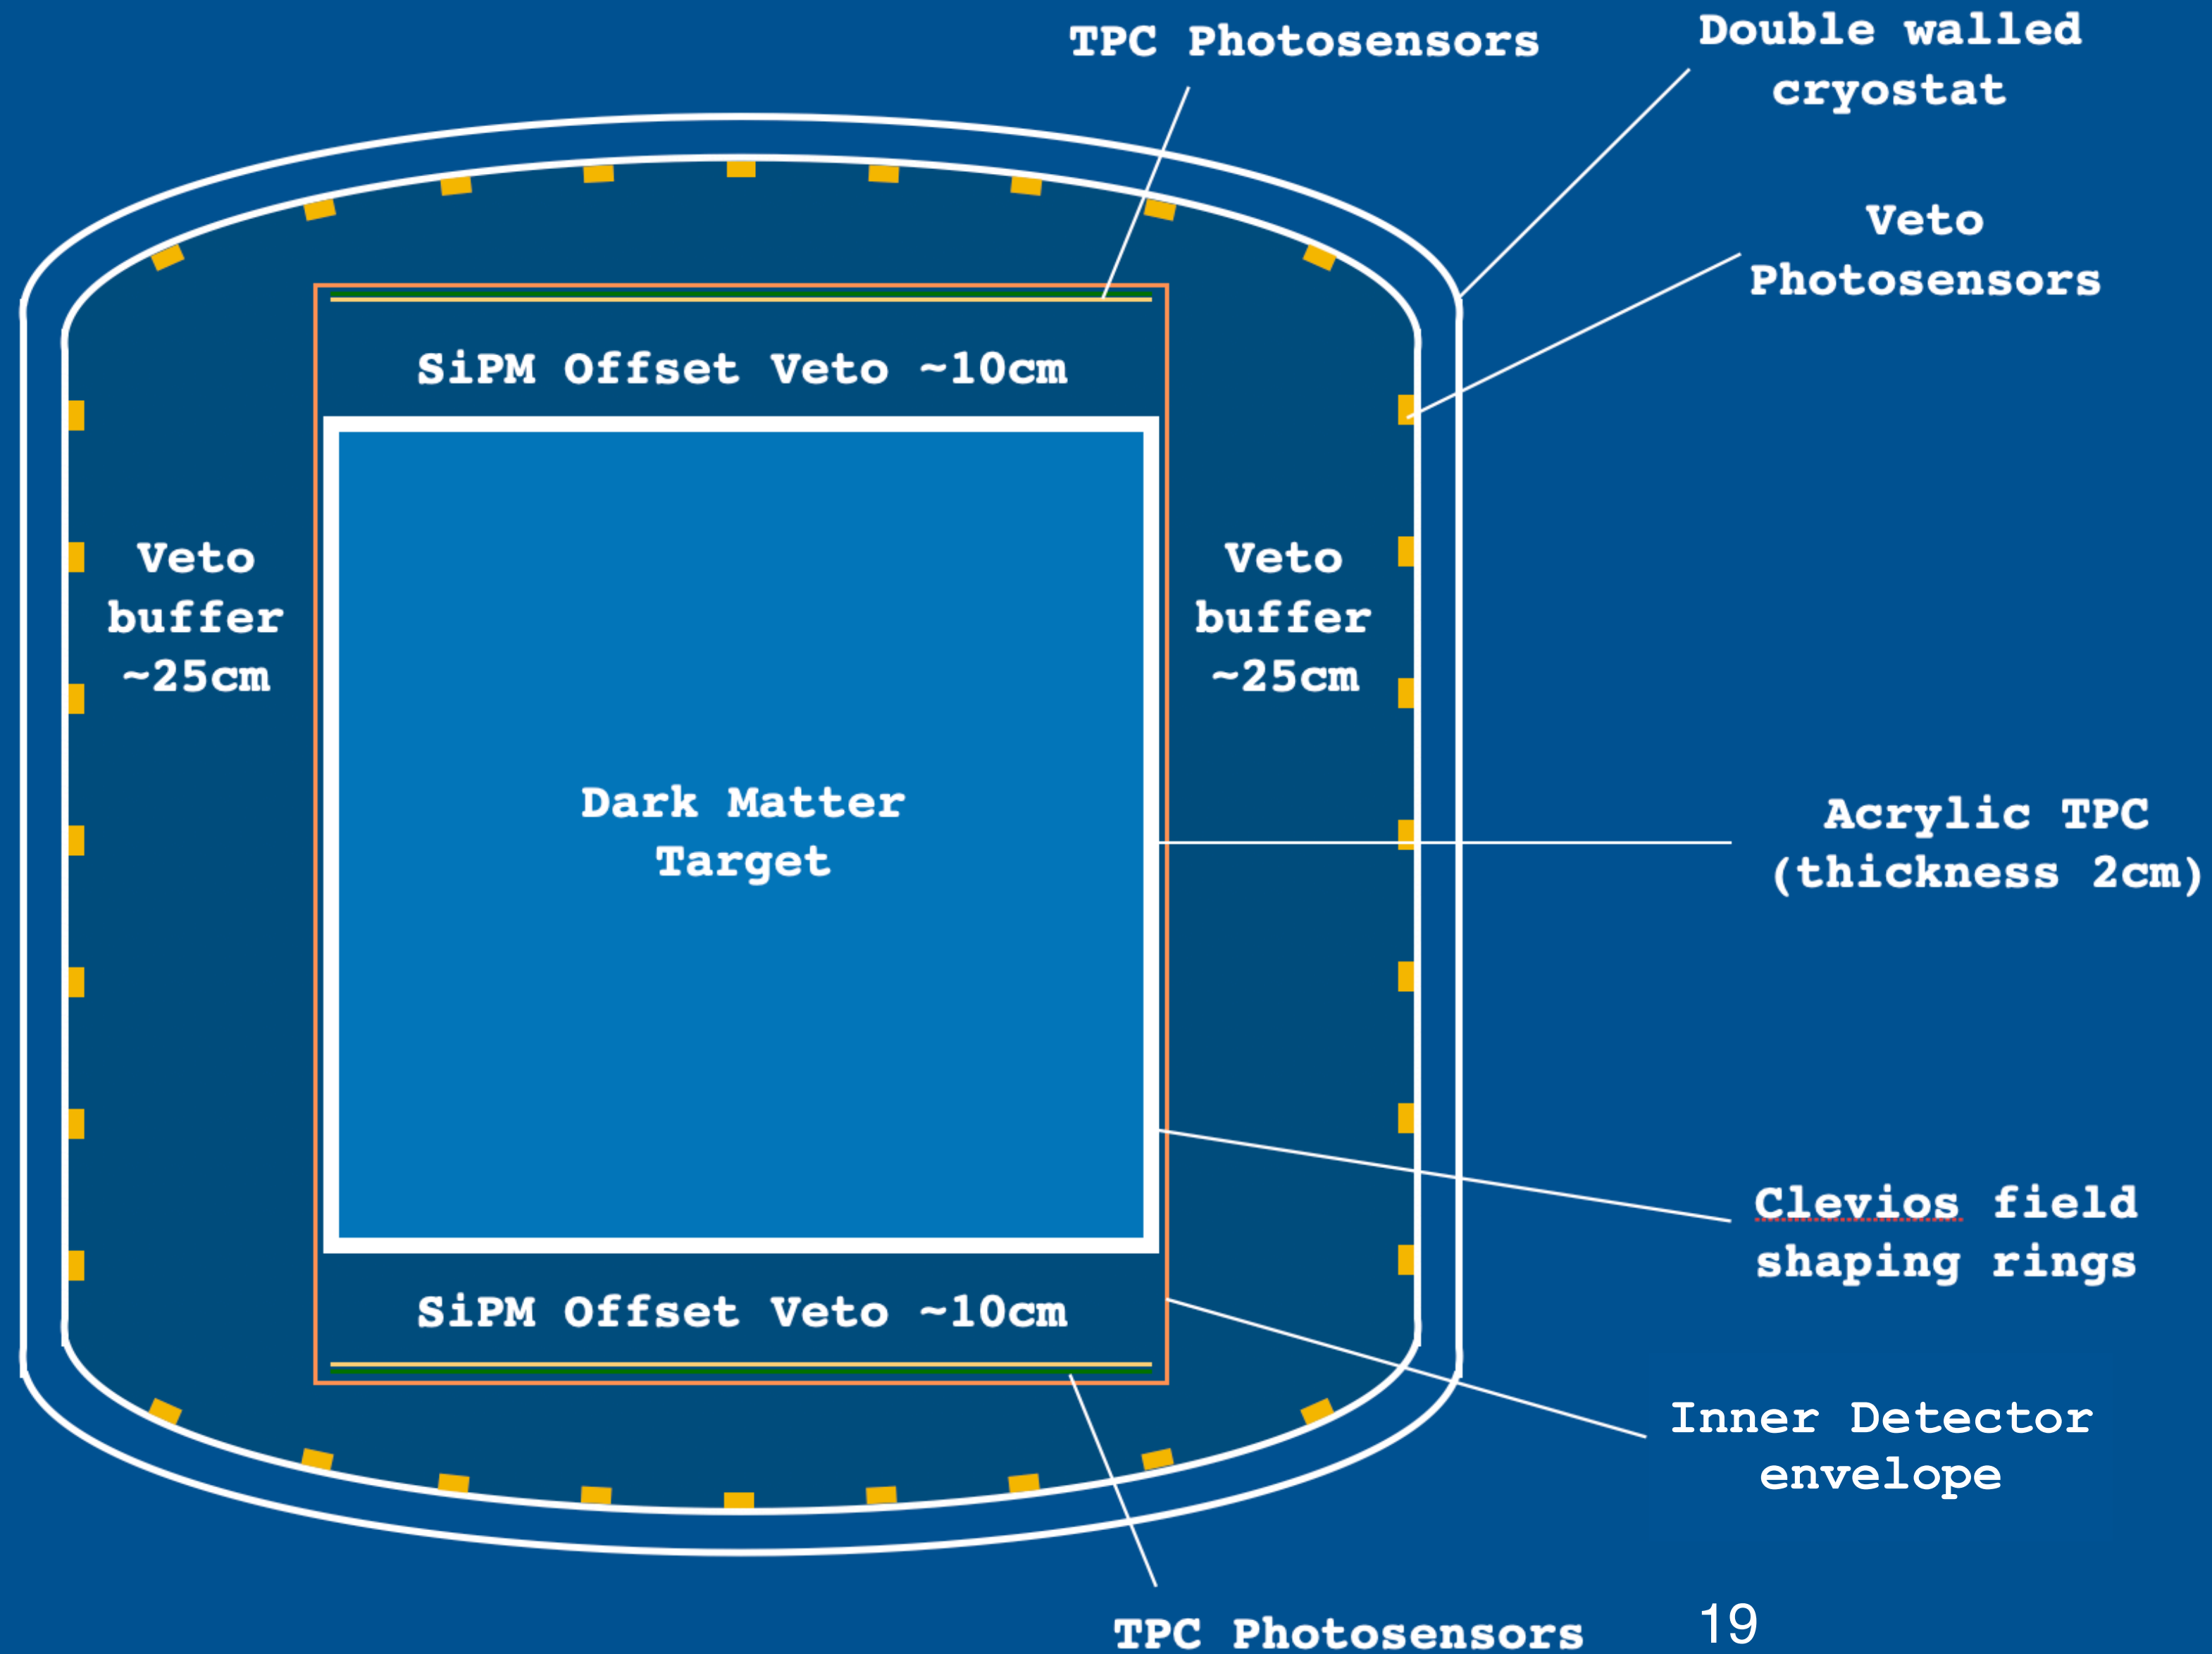 TPC Photosensors
Double walled
cryostat
Veto
Photosensors
SiPM Offset Veto ~10cm
Veto
buffer
~25cm
Veto
buffer
~25cm
Dark Matter
Target
Acrylic TPC
(thickness 2cm)
Clevios field
shaping rings
SiPM Offset Veto ~10cm
Inner Detector
envelope
TPC Photosensors
19